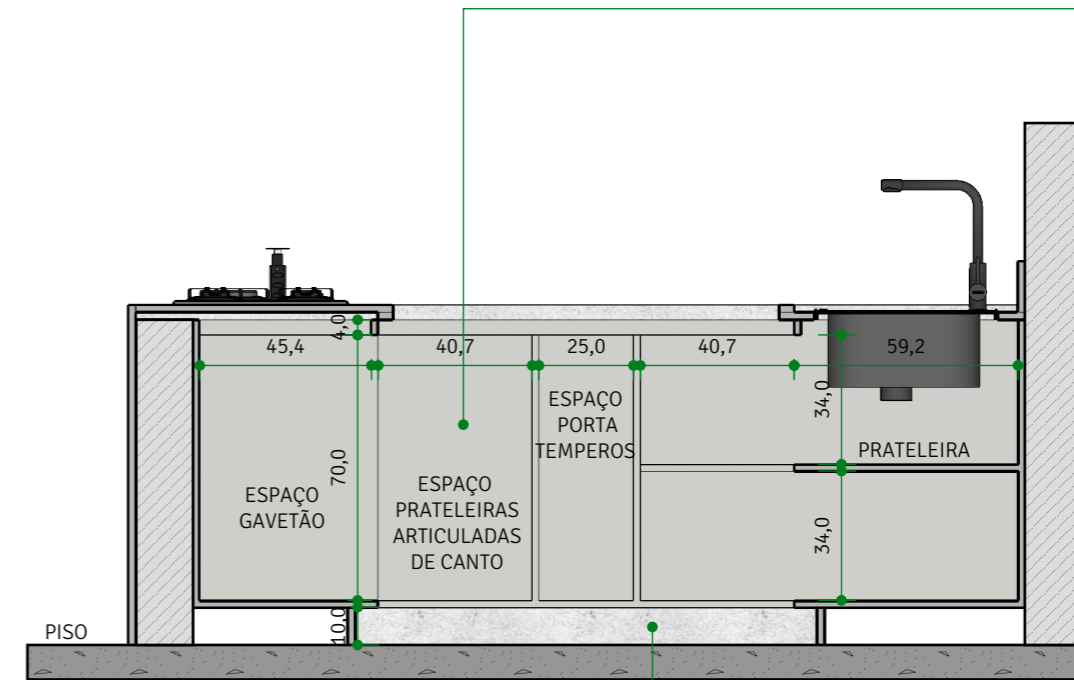 4,0
45,4
40,7
25,0
40,7
59,2
34,0
ESPAÇO
PORTA
TEMPEROS
PRATELEIRA
70,0
ESPAÇO
GAVETÃO
ESPAÇO
PRATELEIRAS
ARTICULADAS
DE CANTO
34,0
10,0
PISO